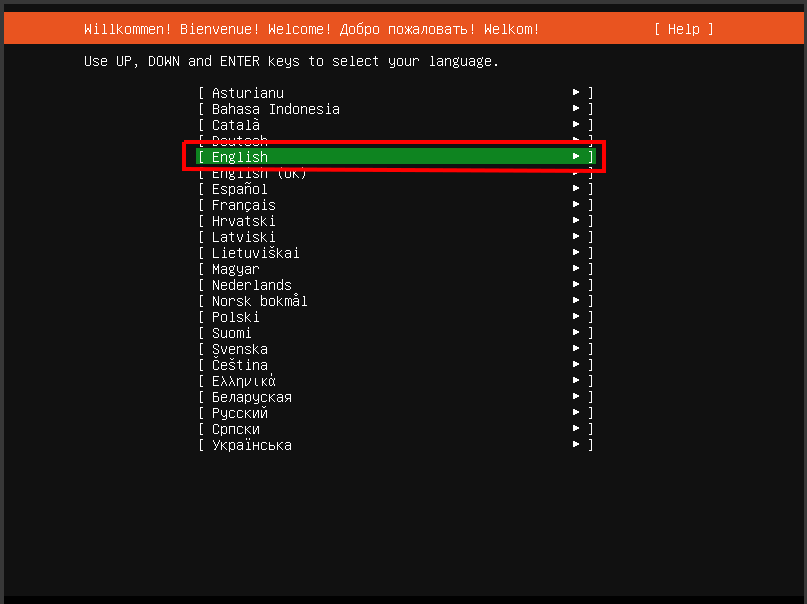 Willkommen! Bienvenue! Welcome! Добро пожаловать! Welkom! [ Help ]
Use UP, DOWN and ENTER keys to select your language.
[ Asturianu ► ]
[ Bahasa Indonesia ► ]
[ Català ► ]
[ Deutsch ► ]
[ English ► ]
[ English (UK) ► ]
[ Español ► ]
[ Français ► ]
[ Hrvatski ► ]
[ Latviski ► ]
[ Lietuviškai ► ]
[ Magyar ► ]
[ Nederlands ► ]
[ Norsk bokmål ► ]
[ Polski ► ]
[ Suomi ► ]
[ Svenska ► ]
[ Čeština ► ]
[ Ελληνικά ► ]
[ Беларуская ► ]
[ Русский ► ]
[ Српски ► ]
[ Українська ► ]